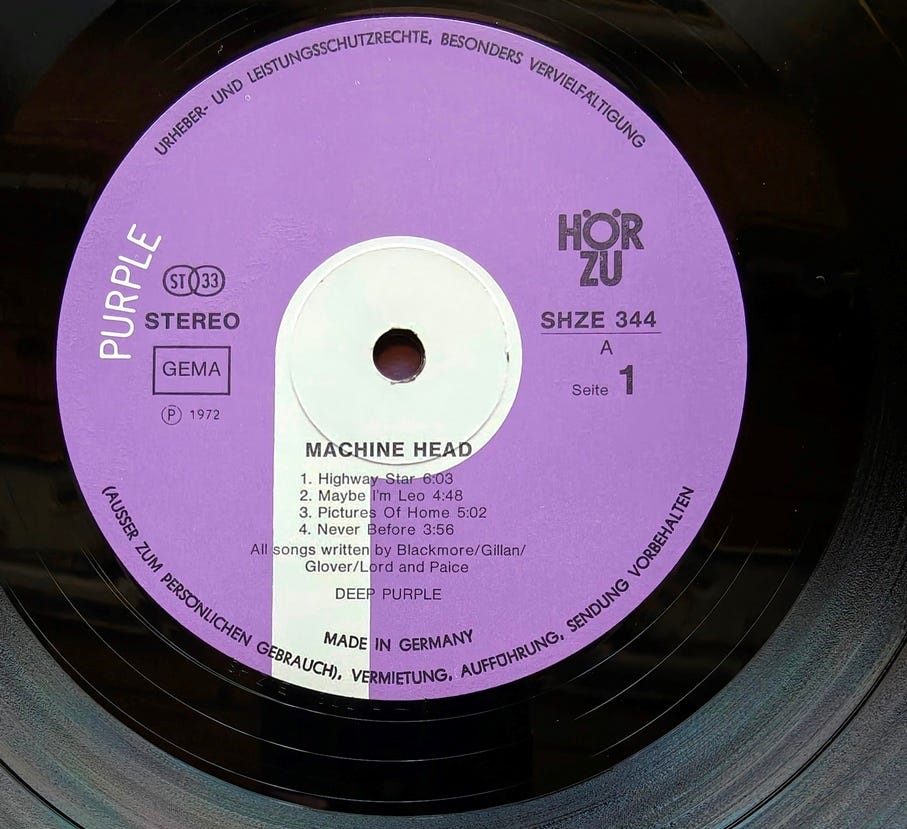 URHEBER- UND LEISTUNGSSCHUTZRECHTE, BESONDERS VERVIELFÄLTIGUNG
PURPLE
ST 33
STEREO
GEMA
Ⓟ 1972
HÖR
ZU
SHZE 344
A
Seite 1
MACHINE HEAD
1. Highway Star 6:03
2. Maybe I'm Leo 4:48
3. Pictures Of Home 5:02
4. Never Before 3:56
All songs written by Blackmore/Gillan/
Glover/Lord and Paice
DEEP PURPLE
MADE IN GERMANY
(AUSSER ZUM PERSÖNLICHEN GEBRAUCH), VERMIETUNG, AUFFÜHRUNG, SENDUNG VORBEHALTEN